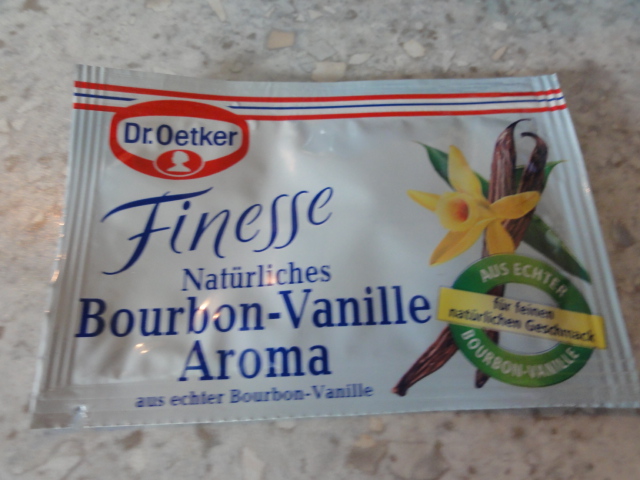 Dr.Oetker
Finesse
Natürliches
Bourbon-Vanille
Aroma
aus echter Bourbon-Vanille
AUS ECHTER
für feinen
natürlichen Geschmack
BOURBON-VANILLE